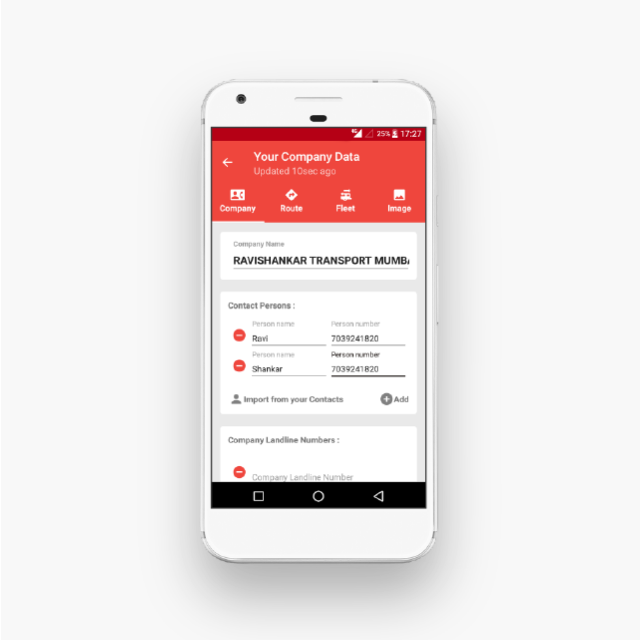 25% 17:27
Your Company Data
Updated 10sec ago
Company Route Fleet Image
Company Name
RAVISHANKAR TRANSPORT MUMBA
Contact Persons :
Person name Person number
Ravi 7039241820
Person name Person number
Shankar 7039241820
Import from your Contacts Add
Company Landline Numbers :
Company Landline Number